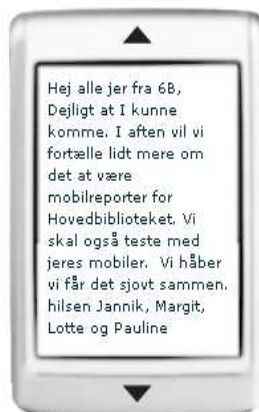 Hej alle jer fra 6B,
Dejligt at I kunne
komme. I aften vil vi
fortælle lidt mere om
det at være
mobilreporter for
Hovedbiblioteket. Vi
skal også teste med
jeres mobiler.  Vi håber
vi får det sjovt sammen.
hilsen Jannik, Margit,
Lotte og Pauline